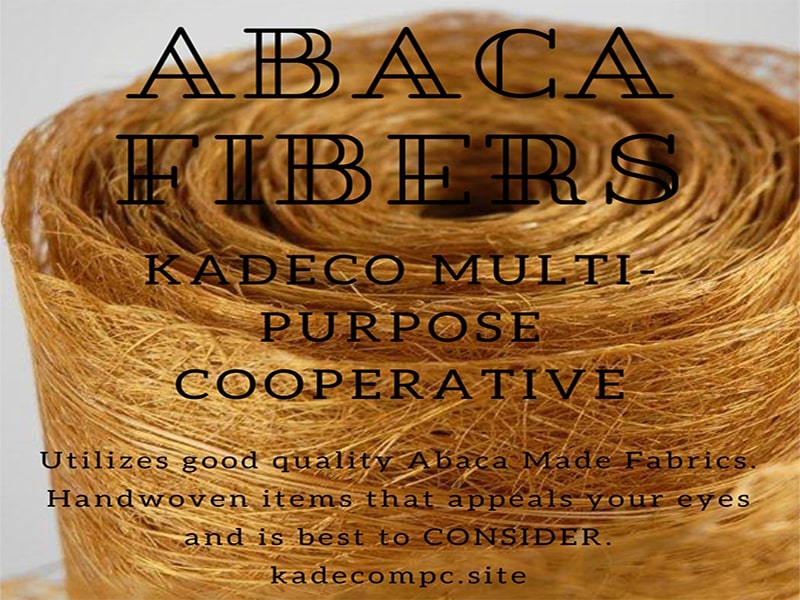 ABACA
FIBERS
KADECO MULTI-
PURPOSE
COOPERATIVE
Utilizes good quality Abaca Made Fabrics.
Handwoven items that appeals your eyes
and is best to CONSIDER.
kadecompc.site